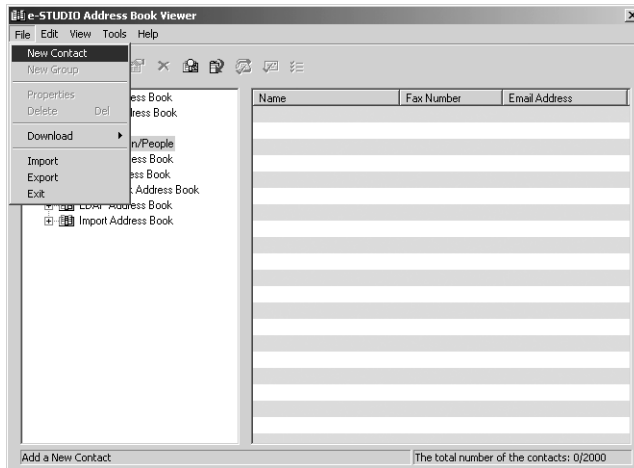 e-STUDIO Address Book Viewer
File Edit View Tools Help
New Contact
New Group
Properties
Delete Del
Download
Import
Export
Exit
ess Book
ress Book
n/People
ess Book
ess Book
Address Book
LDAP Address Book
Import Address Book
Name Fax Number Email Address
Add a New Contact
The total number of the contacts: 0/2000